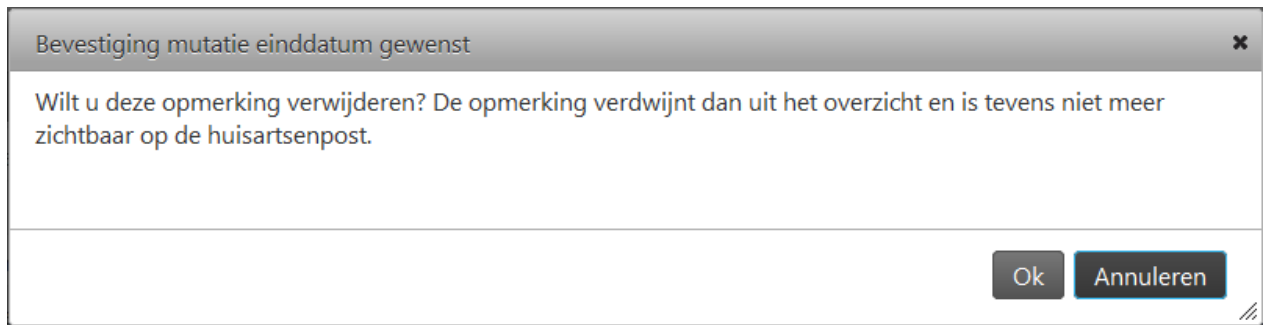 Bevestiging mutatie einddatum gewenst
Wilt u deze opmerking verwijderen? De opmerking verdwijnt dan uit het overzicht en is tevens niet meer
zichtbaar op de huisartsenpost.
Ok Annuleren